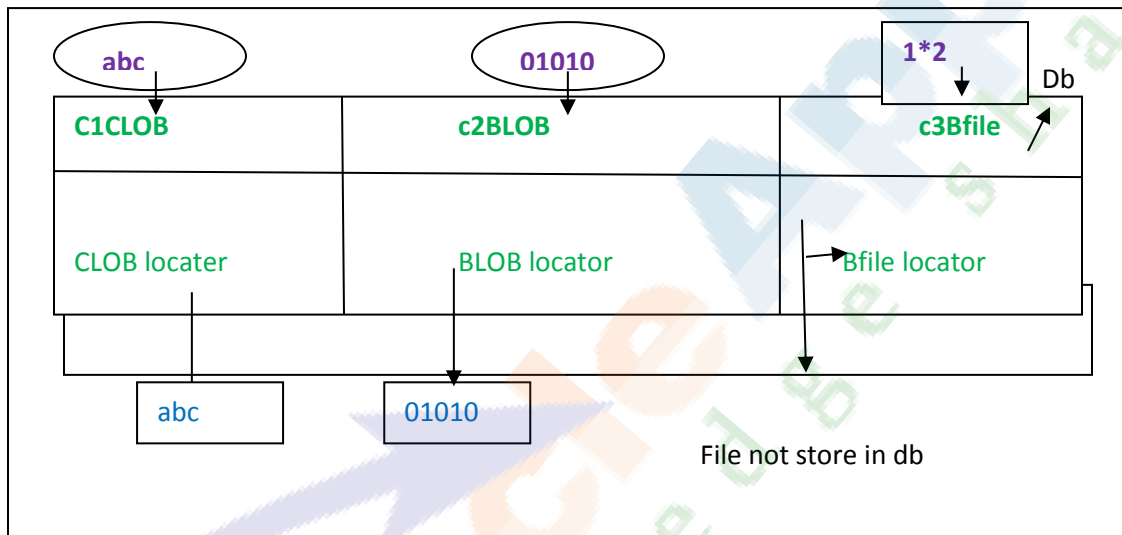 abc
01010
1*2
Db
C1CLOB
c2BLOB
c3Bfile
CLOB locater
BLOB locator
Bfile locator
abc
01010
File not store in db